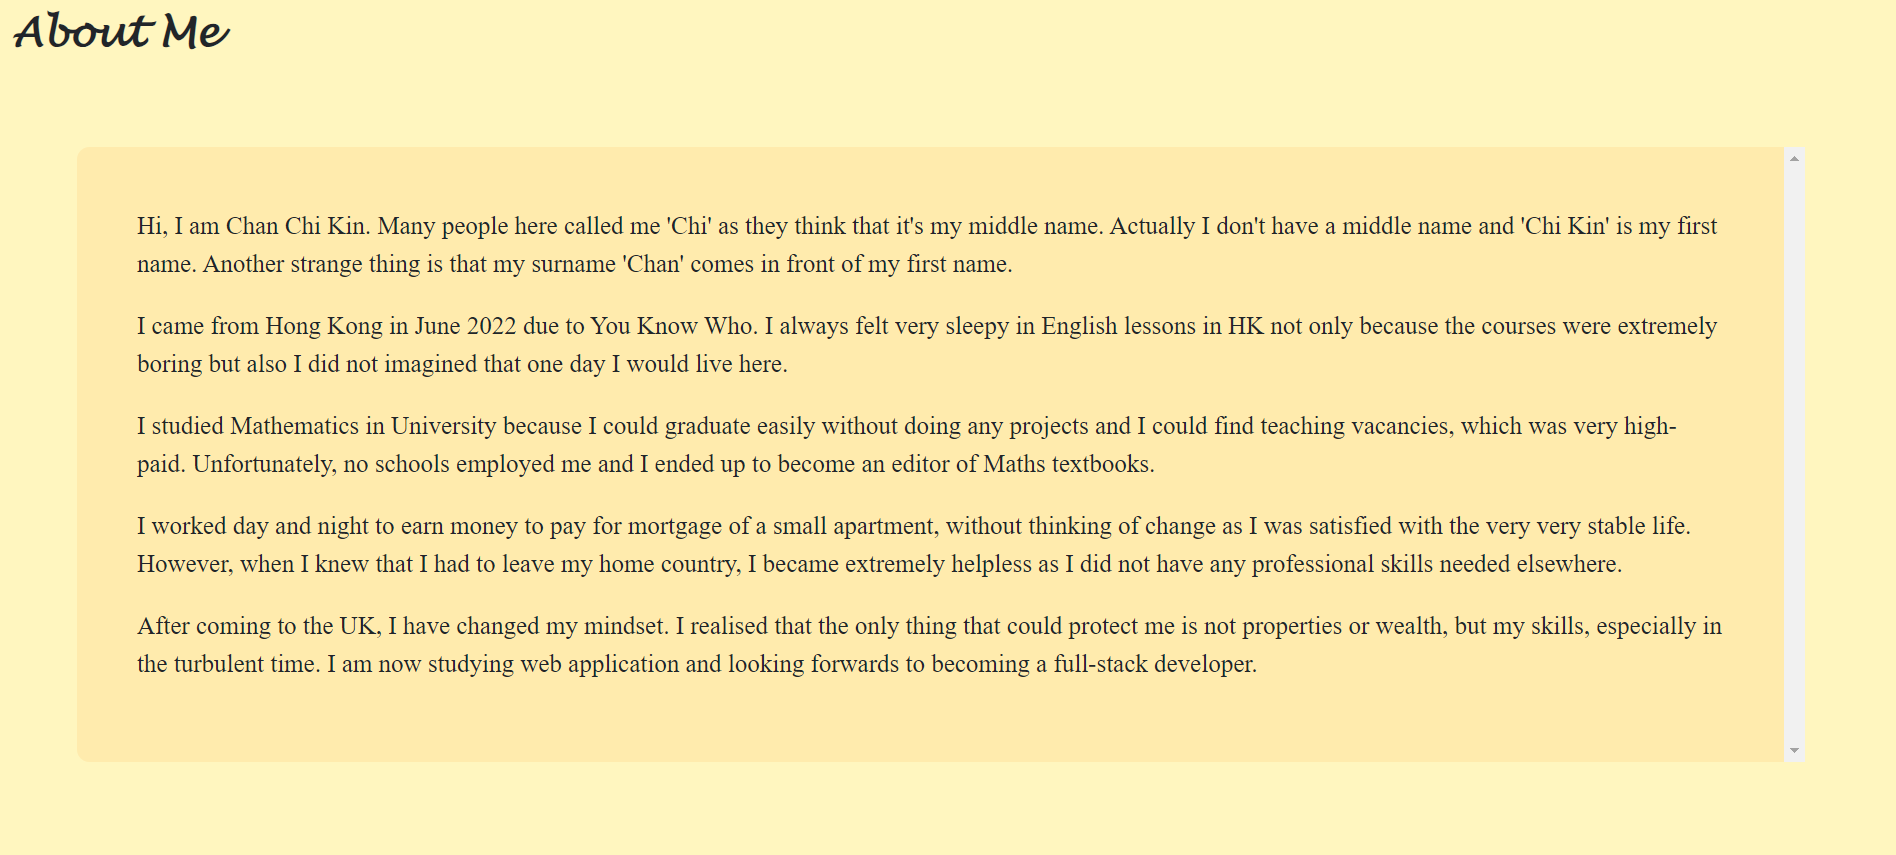 About Me
Hi, I am Chan Chi Kin. Many people here called me 'Chi' as they think that it's my middle name. Actually I don't have a middle name and 'Chi Kin' is my first
name. Another strange thing is that my surname 'Chan' comes in front of my first name.
I came from Hong Kong in June 2022 due to You Know Who. I always felt very sleepy in English lessons in HK not only because the courses were extremely
boring but also I did not imagined that one day I would live here.
I studied Mathematics in University because I could graduate easily without doing any projects and I could find teaching vacancies, which was very high-
paid. Unfortunately, no schools employed me and I ended up to become an editor of Maths textbooks.
I worked day and night to earn money to pay for mortgage of a small apartment, without thinking of change as I was satisfied with the very very stable life.
However, when I knew that I had to leave my home country, I became extremely helpless as I did not have any professional skills needed elsewhere.
After coming to the UK, I have changed my mindset. I realised that the only thing that could protect me is not properties or wealth, but my skills, especially in
the turbulent time. I am now studying web application and looking forwards to becoming a full-stack developer.